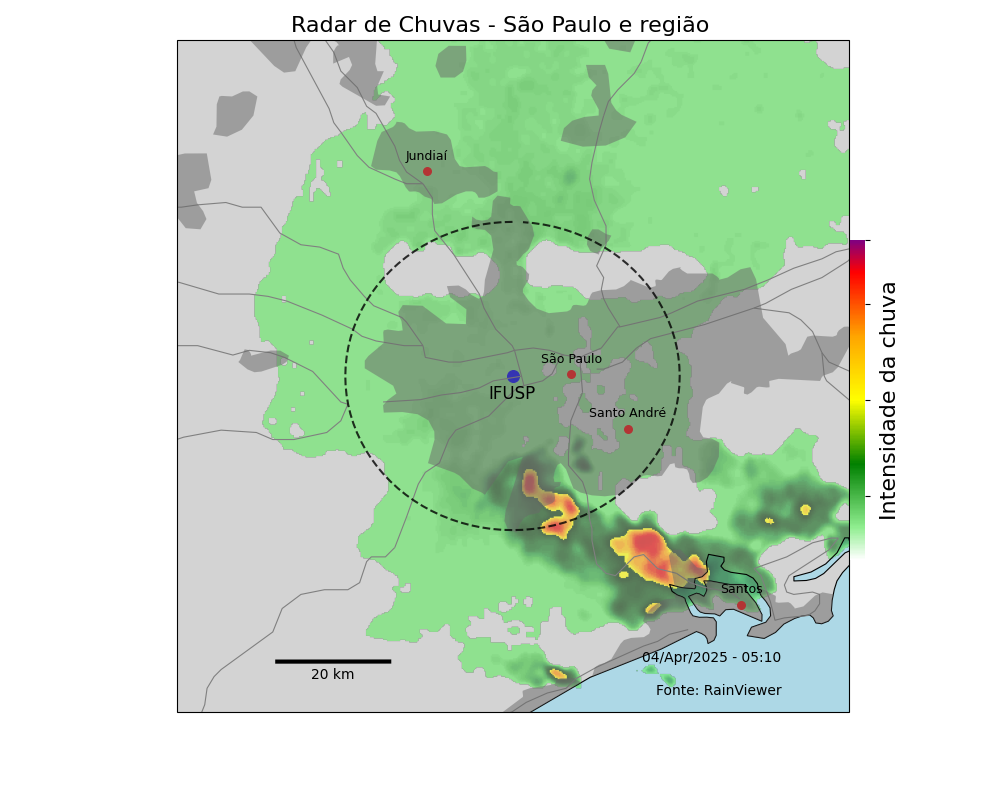 Radar de Chuvas - São Paulo e região
Jundiaí
São Paulo
IFUSP
Santo André
Intensidade da chuva
Santos
04/Apr/2025 - 05:10
20 km
Fonte: RainViewer